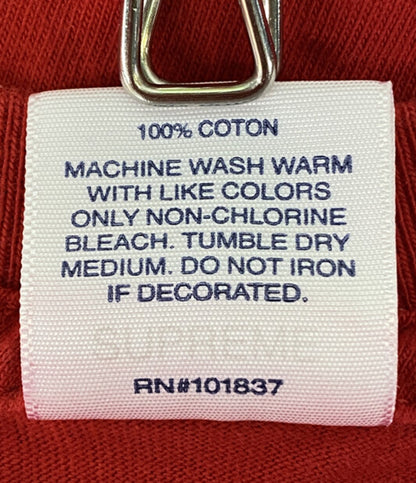 100% COTON
MACHINE WASH WARM
WITH LIKE COLORS
ONLY NON-CHLORINE
BLEACH. TUMBLE DRY
MEDIUM. DO NOT IRON
IF DECORATED.
SUPREME
RN#101837